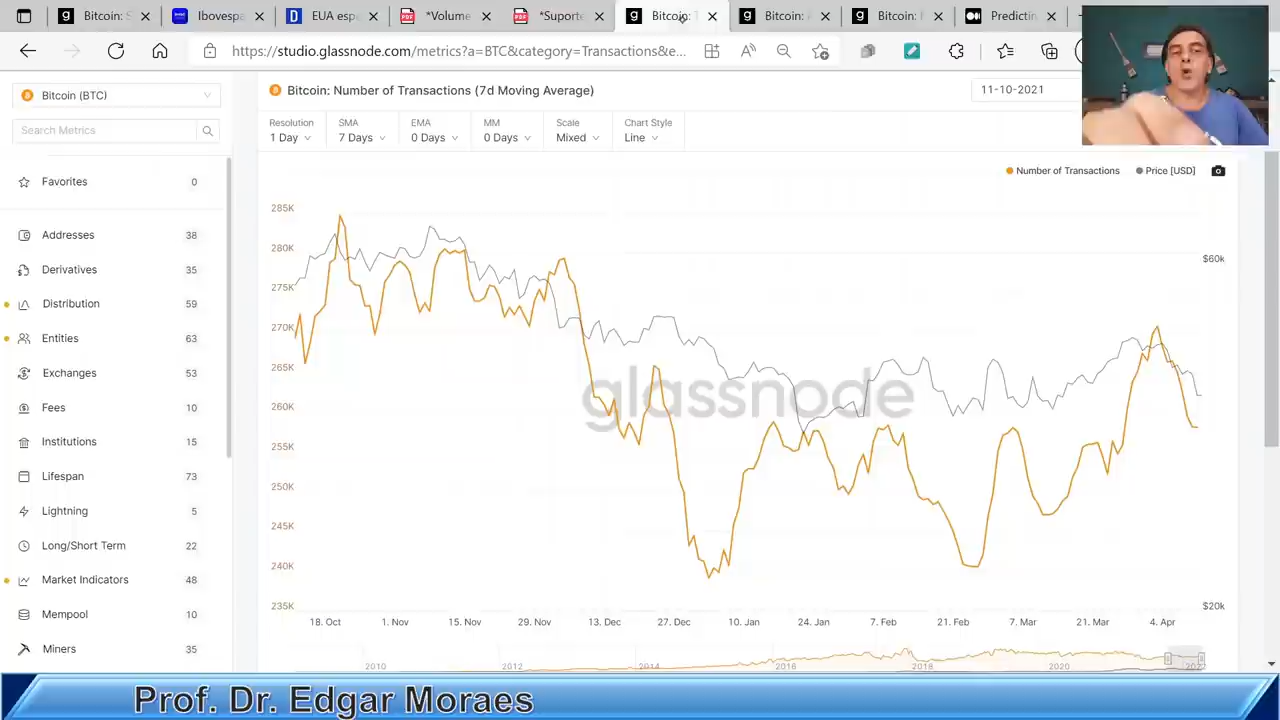 Bitcoin: S
Ibovespa
EUA esp
*Volume
*Suporte
Bitcoin: T
Bitcoin:
Bitcoin:
Predictin
https://studio.glassnode.com/metrics?a=BTC&category=Transactions&e...
Bitcoin (BTC)
Search Metrics
Favorites 0
Addresses 38
Derivatives 35
Distribution 59
Entities 63
Exchanges 53
Fees 10
Institutions 15
Lifespan 73
Lightning 5
Long/Short Term 22
Market Indicators 48
Mempool 10
Miners 35
Bitcoin: Number of Transactions (7d Moving Average)
11-10-2021
Resolution SMA EMA MM Scale Chart Style
1 Day 7 Days 0 Days 0 Days Mixed Line
Number of Transactions Price [USD]
285K
280K
275K
270K
265K
260K
255K
250K
245K
240K
235K
$60k
$20k
glassnode
18. Oct 1. Nov 15. Nov 29. Nov 13. Dec 27. Dec 10. Jan 24. Jan 7. Feb 21. Feb 7. Mar 21. Mar 4. Apr
2010 2012 2014 2016 2018 2020
Prof. Dr. Edgar Moraes